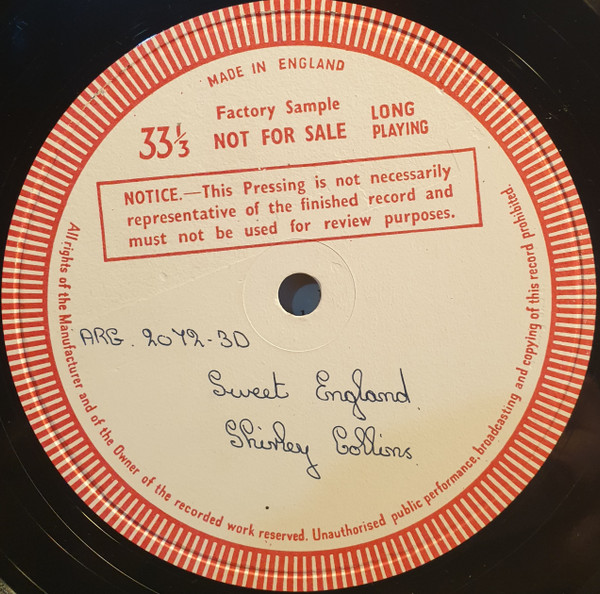 MADE IN ENGLAND
Factory Sample
33⅓ NOT FOR SALE LONG PLAYING
NOTICE.—This Pressing is not necessarily
representative of the finished record and
must not be used for review purposes.
ARG. 2072-3D
Sweet England.
Shirley Collins
All rights of the Manufacturer and of the Owner of the recorded work reserved. Unauthorised public performance, broadcasting and copying of this record prohibited.